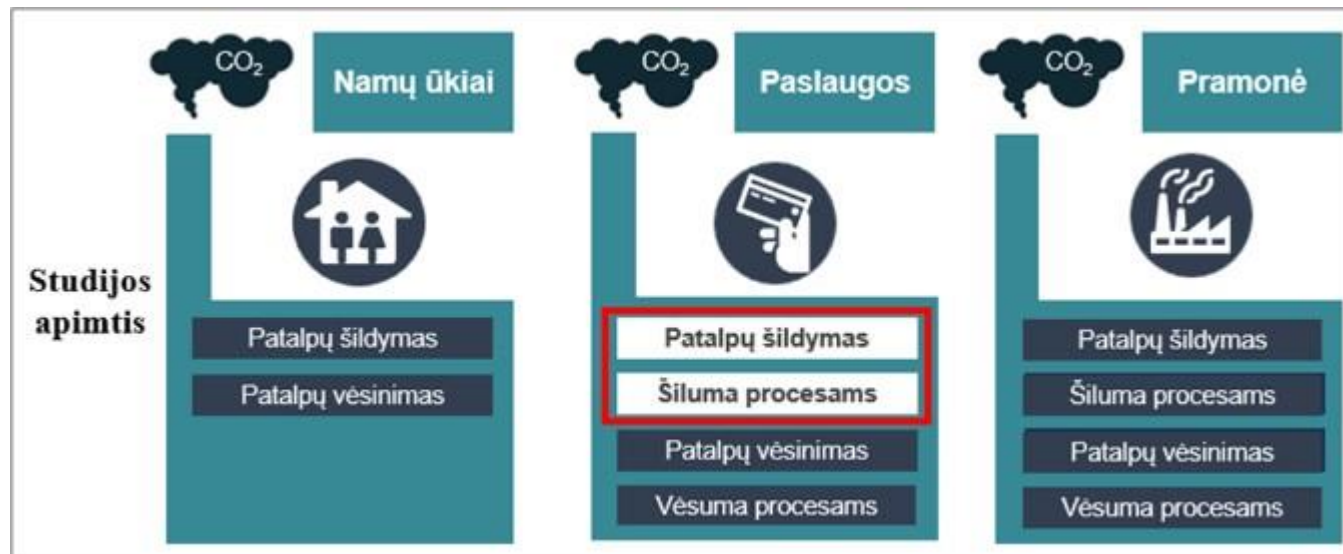 CO₂
Namų ūkiai
CO₂
Paslaugos
CO₂
Pramonė
Studijos
apimtis
Patalpų šildymas
Patalpų vėsinimas
Patalpų šildymas
Šiluma procesams
Patalpų vėsinimas
Vėsuma procesams
Patalpų šildymas
Šiluma procesams
Patalpų vėsinimas
Vėsuma procesams